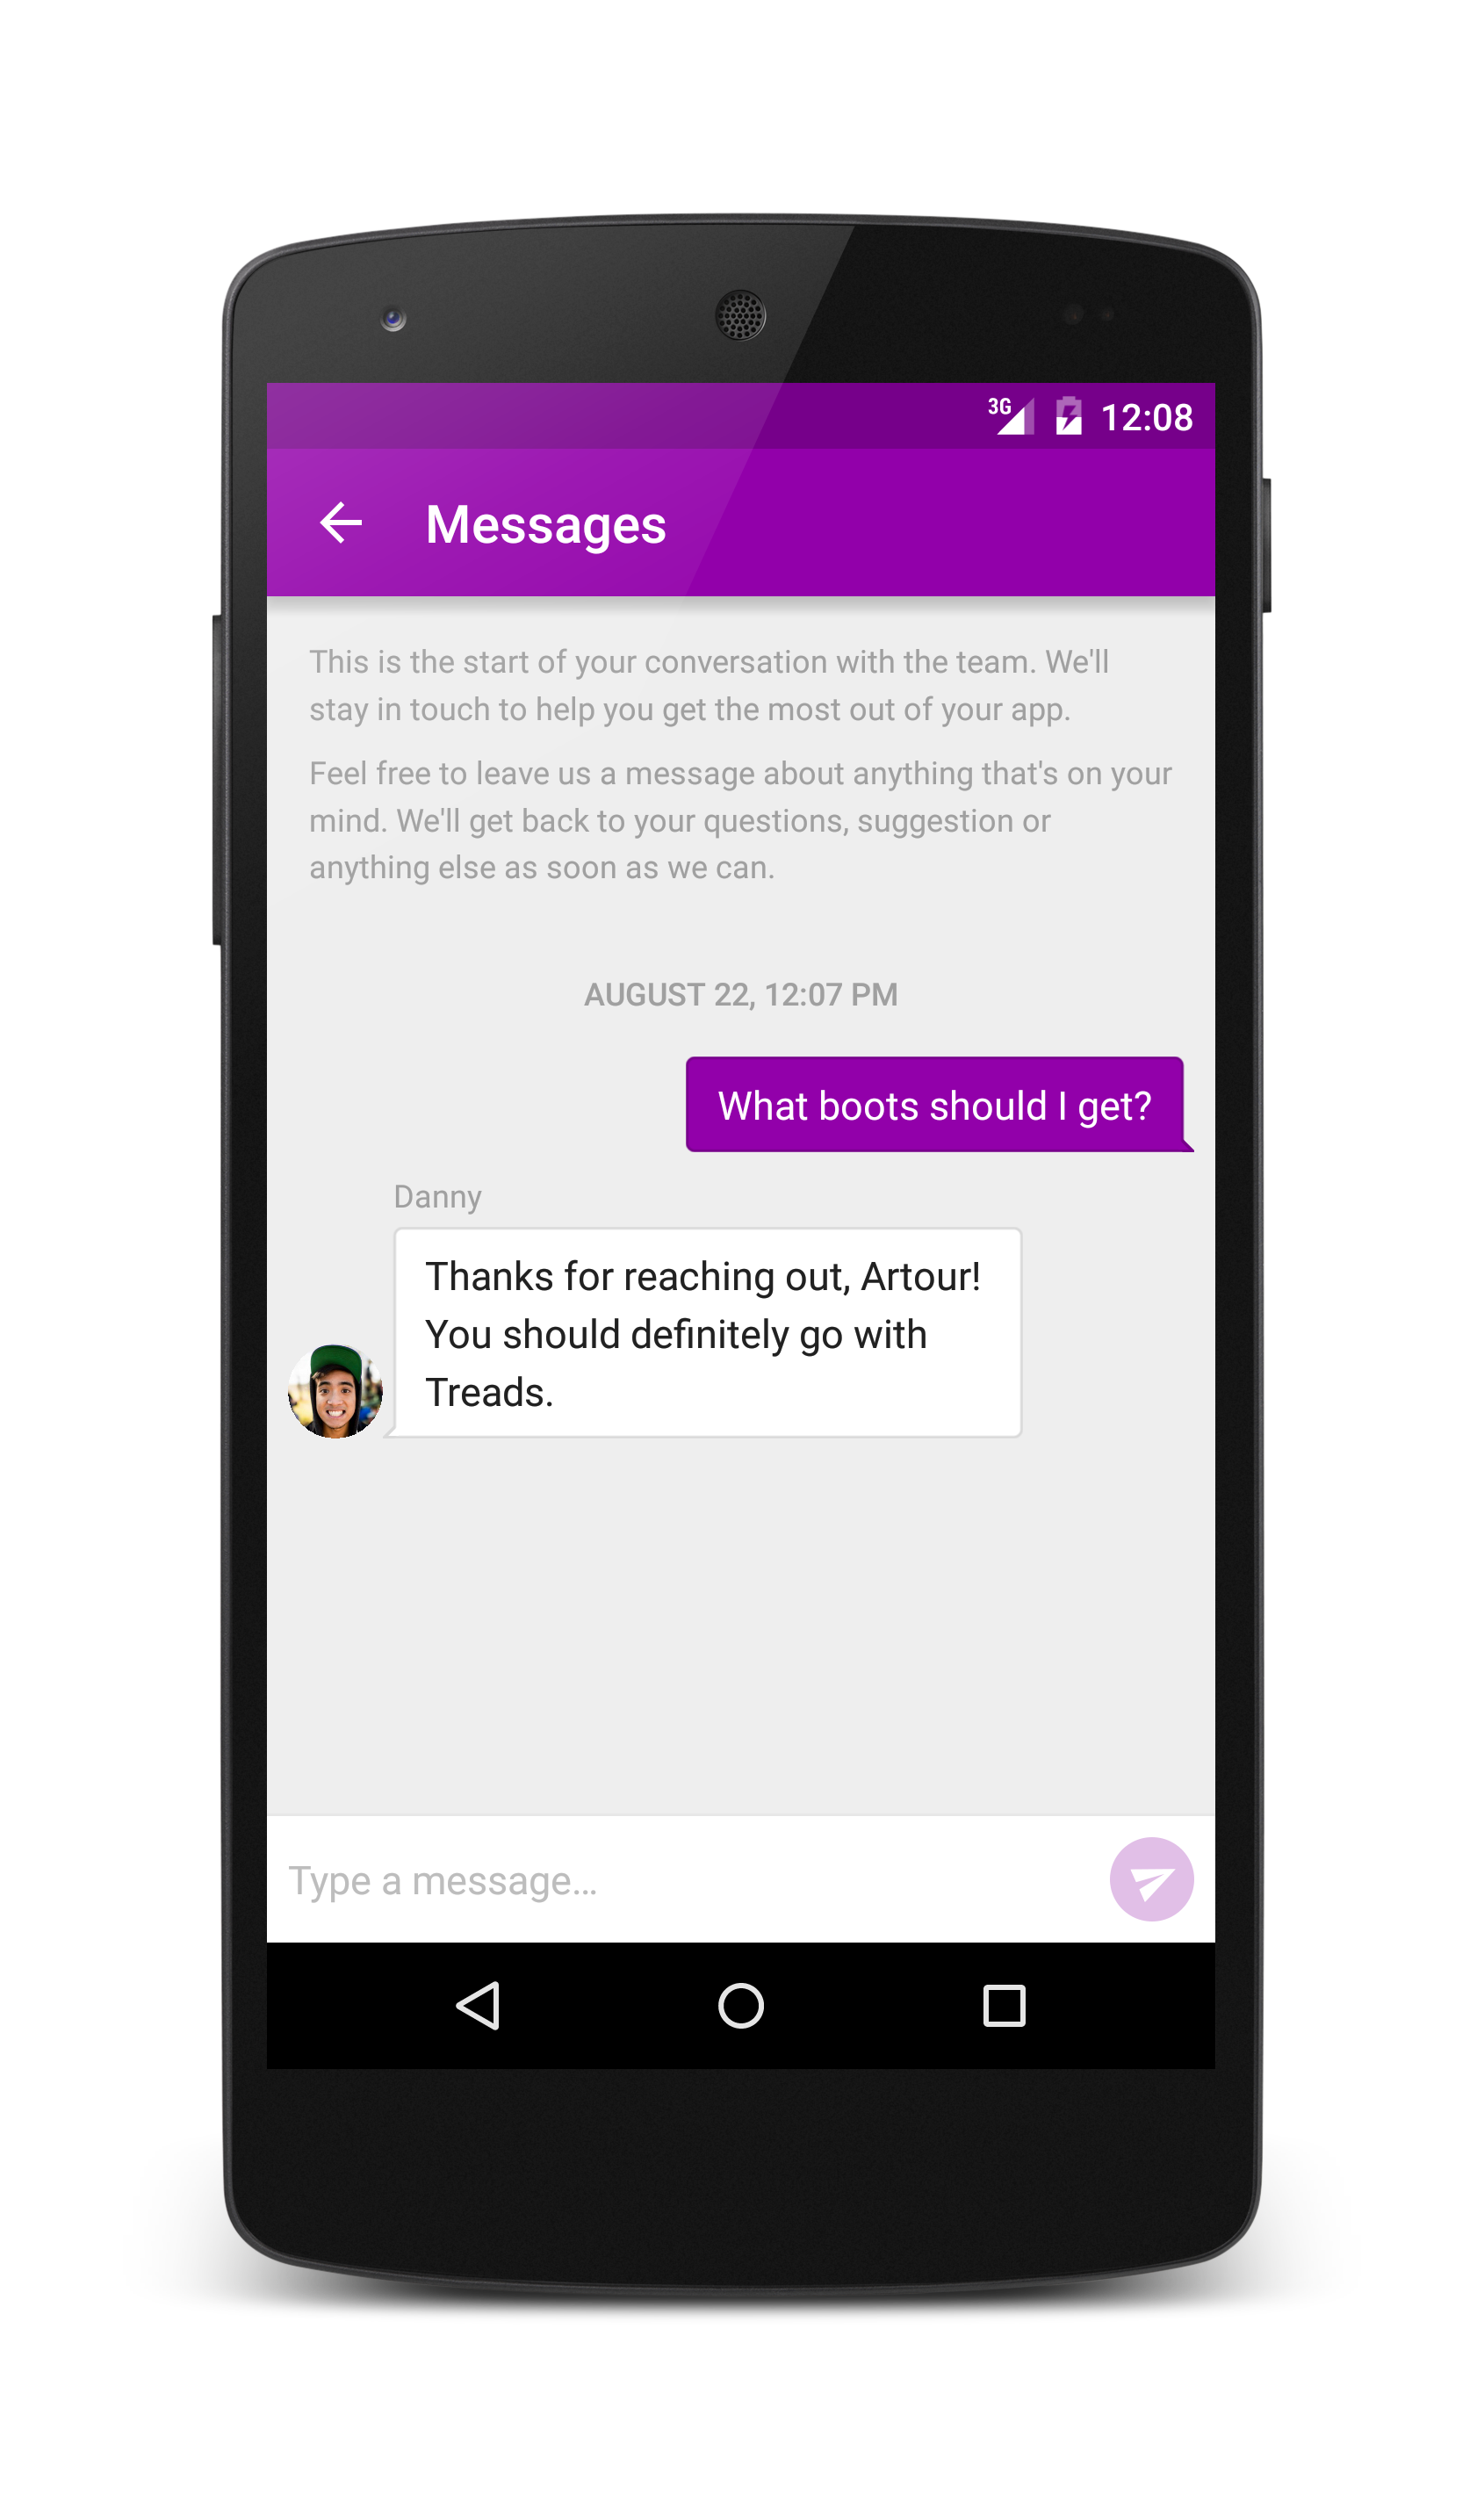 3G 12:08
Messages
This is the start of your conversation with the team. We'll
stay in touch to help you get the most out of your app.
Feel free to leave us a message about anything that's on your
mind. We'll get back to your questions, suggestion or
anything else as soon as we can.
AUGUST 22, 12:07 PM
What boots should I get?
Danny
Thanks for reaching out, Artour!
You should definitely go with
Treads.
Type a message...